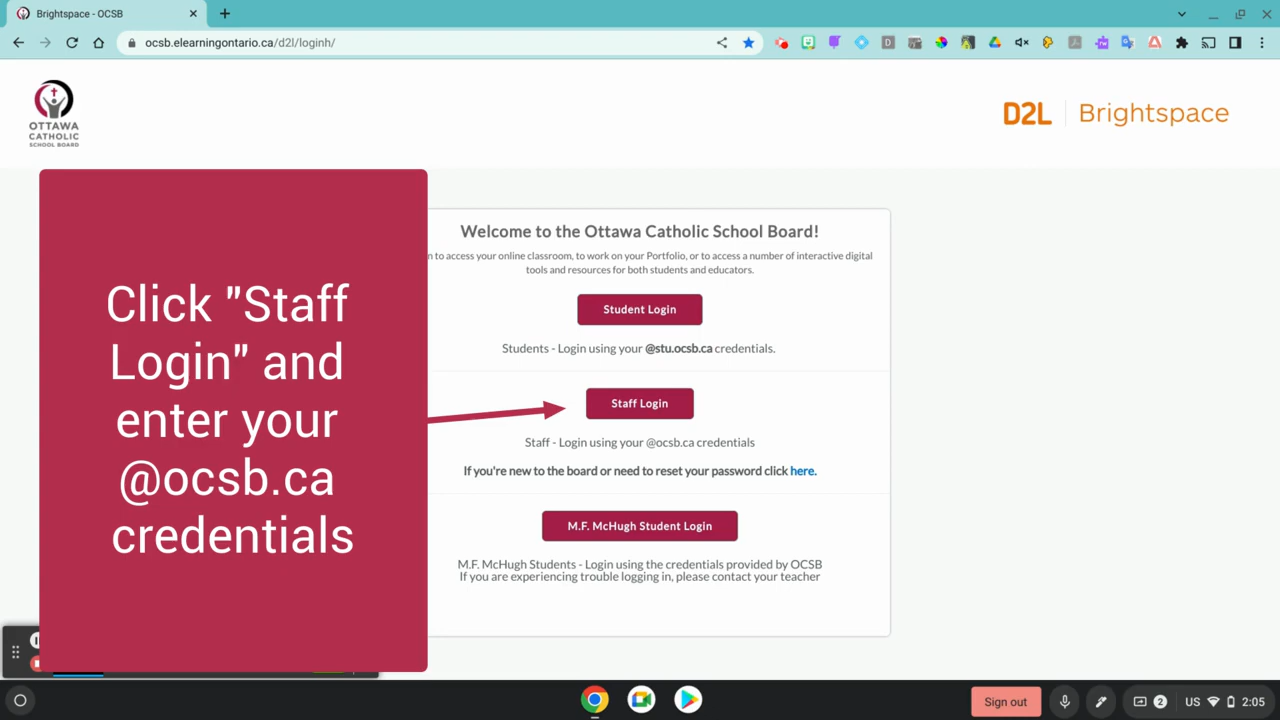 Brightspace - OCSB
ocsb.elearningontario.ca/d2l/loginh/
OTTAWA
CATHOLIC
SCHOOL BOARD
D2L Brightspace
Click "Staff
Login" and
enter your
@ocsb.ca
credentials
Welcome to the Ottawa Catholic School Board!
to access your online classroom, to work on your Portfolio, or to access a number of interactive digital
tools and resources for both students and educators.
Student Login
Students - Login using your @stu.ocsb.ca credentials.
Staff Login
Staff - Login using your @ocsb.ca credentials
If you're new to the board or need to reset your password click here.
M.F. McHugh Student Login
M.F. McHugh Students - Login using the credentials provided by OCSB
If you are experiencing trouble logging in, please contact your teacher
Sign out
2
US
2:05